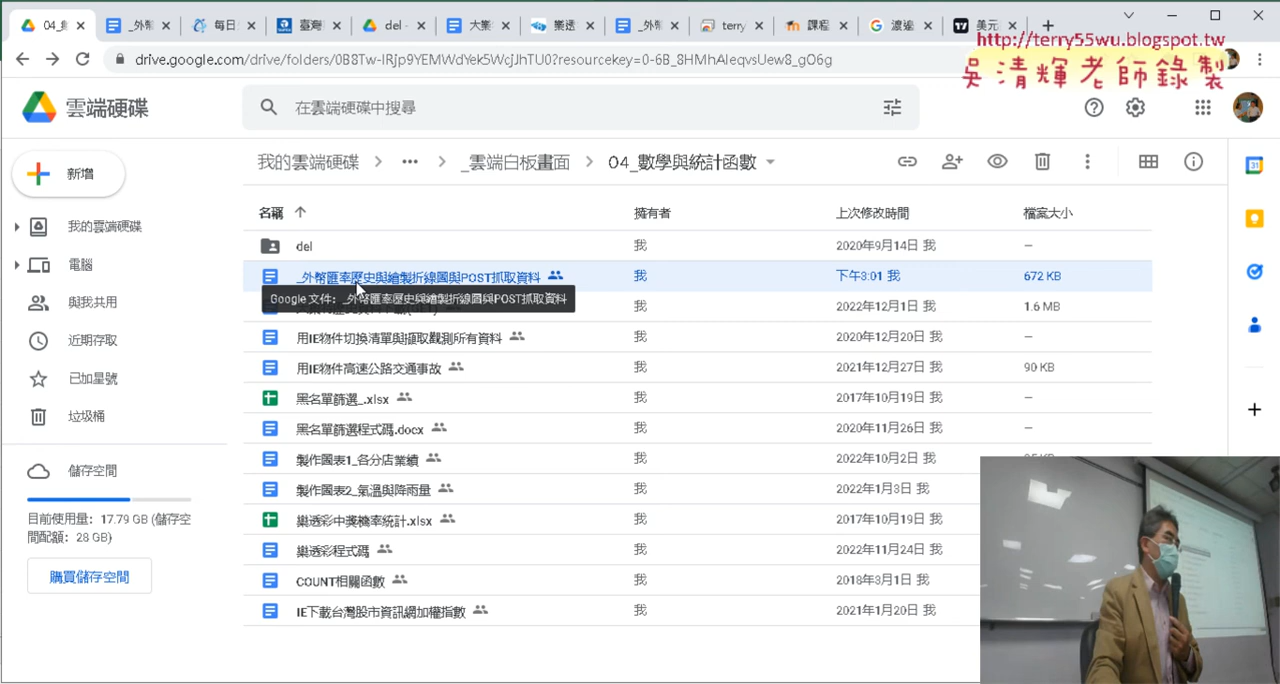 04_數
_外幣
每日
臺灣
del -
大樂
樂透
_外幣
terry
課程
渡邊
美元
drive.google.com/drive/folders/0B8Tw-IRjp9YEMWdYek5WcjJhTU0?resourcekey=0-6B_8HMhAleqvsUew8_gO6g
http://terry55wu.blogspot.tw
吳清輝老師錄製
雲端硬碟
在雲端硬碟中搜尋
新增
我的雲端硬碟
電腦
與我共用
近期存取
已加星號
垃圾桶
儲存空間
目前使用量: 17.79 GB (儲存空
間配額: 28 GB)
購買儲存空間
我的雲端硬碟 > ••• > _雲端白板畫面 > 04_數學與統計函數
名稱 擁有者 上次修改時間 檔案大小
del 我 2020年9月14日 我 —
_外幣匯率歷史與繪製折線圖與POST抓取資料 我 下午3:01 我 672 KB
Google 文件: _外幣匯率歷史與繪製折線圖與POST抓取資料
我 2022年12月1日 我 1.6 MB
用IE物件切換清單與擷取觀測所有資料 我 2020年12月20日 我 —
用IE物件高速公路交通事故 我 2021年12月27日 我 90 KB
黑名單篩選_.xlsx 我 2017年10月19日 我 —
黑名單篩選程式碼.docx 我 2020年11月26日 我 —
製作圖表1_各分店業績 我 2022年10月2日 我
製作圖表2_氣溫與降雨量 我 2022年1月3日 我
樂透彩中獎機率統計.xlsx 我 2017年10月19日 我
樂透彩程式碼 我 2022年11月24日 我
COUNT相關函數 我 2018年3月1日 我
IE下載台灣股市資訊網加權指數 我 2021年1月20日 我
31